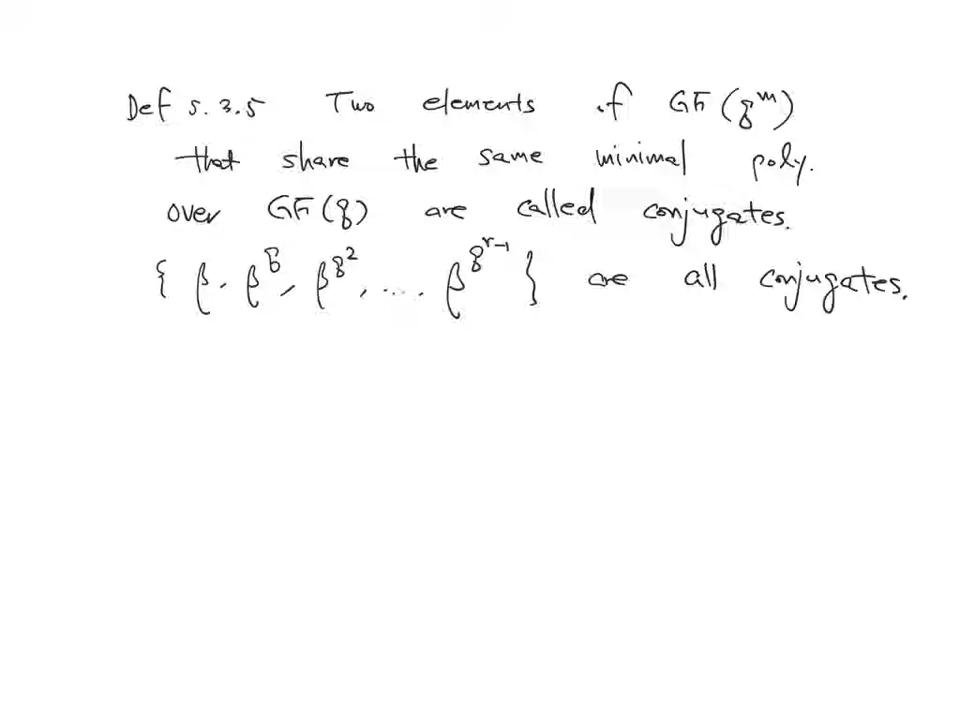 Def 5.3.5 Two elements of GF(q^m)
that share the same minimal poly.
over GF(q) are called conjugates.
{ β, β^q, β^{q^2}, .... β^{q^{r-1}} } are all conjugates.